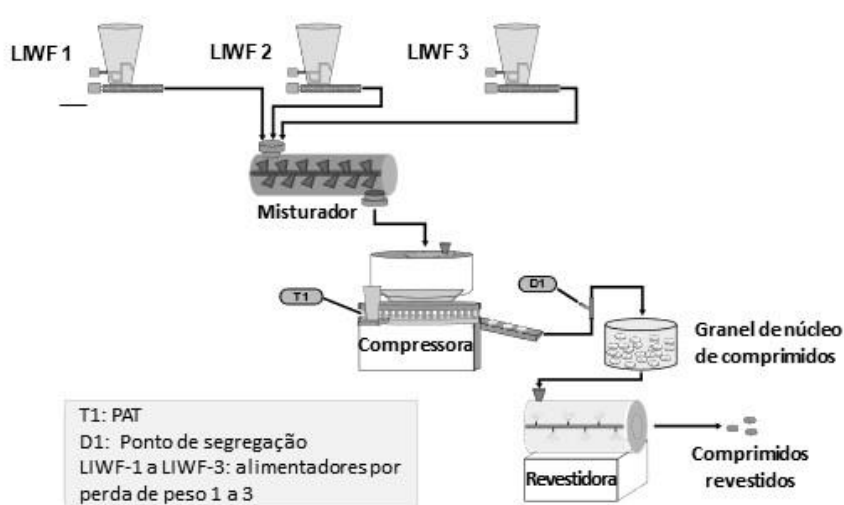 LIWF 1
LIWF 2
LIWF 3
Misturador
T1
D1
Compressora
Granel de núcleo
de comprimidos
T1: PAT
D1: Ponto de segregação
LIWF-1 a LIWF-3: alimentadores por
perda de peso 1 a 3
Revestidora
Comprimidos
revestidos